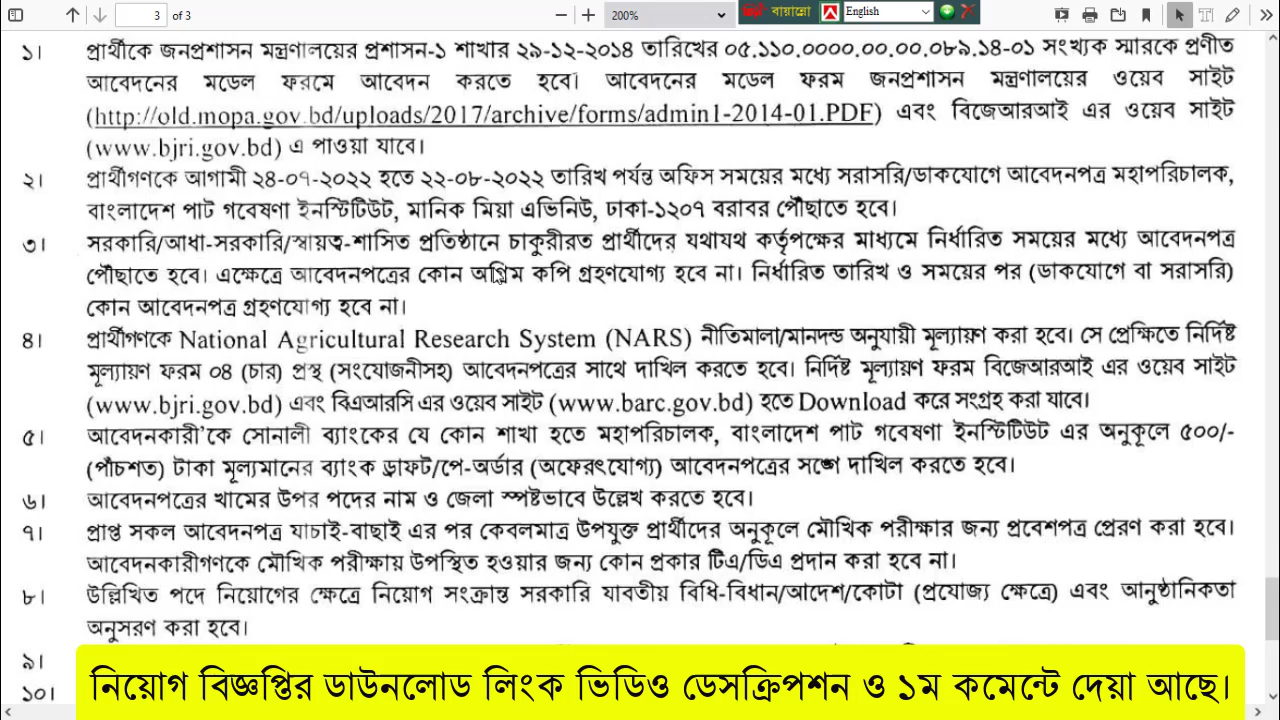 3 of 3
200%
বায়ান্নো
English
১। প্রার্থীকে জনপ্রশাসন মন্ত্রণালয়ের প্রশাসন-১ শাখার ২৯-১২-২০১৪ তারিখের ০৫.১১০.০০০০.০০.০০.০৮৯.১৪-০১ সংখ্যক স্মারকে প্রণীত
আবেদনের মডেল ফরমে আবেদন করতে হবে। আবেদনের মডেল ফরম জনপ্রশাসন মন্ত্রণালয়ের ওয়েব সাইট
(http://old.mopa.gov.bd/uploads/2017/archive/forms/admin1-2014-01.PDF) এবং বিজেআরআই এর ওয়েব সাইট
(www.bjri.gov.bd) এ পাওয়া যাবে।
২। প্রার্থীগণকে আগামী ২৪-০৭-২০২২ হতে ২২-০৮-২০২২ তারিখ পর্যন্ত অফিস সময়ের মধ্যে সরাসরি/ডাকযোগে আবেদনপত্র মহাপরিচালক,
বাংলাদেশ পাট গবেষণা ইনস্টিটিউট, মানিক মিয়া এভিনিউ, ঢাকা-১২০৭ বরাবর পৌঁছাতে হবে।
৩। সরকারি/আধা-সরকারি/স্বায়ত্ব-শাসিত প্রতিষ্ঠানে চাকুরীরত প্রার্থীদের যথাযথ কর্তৃপক্ষের মাধ্যমে নির্ধারিত সময়ের মধ্যে আবেদনপত্র
পৌঁছাতে হবে। এক্ষেত্রে আবেদনপত্রের কোন অগ্রিম কপি গ্রহণযোগ্য হবে না। নির্ধারিত তারিখ ও সময়ের পর (ডাকযোগে বা সরাসরি)
কোন আবেদনপত্র গ্রহণযোগ্য হবে না।
৪। প্রার্থীগণকে National Agricultural Research System (NARS) নীতিমালা/মানদন্ড অনুযায়ী মূল্যায়ণ করা হবে। সে প্রেক্ষিতে নির্দিষ্ট
মূল্যায়ণ ফরম ০৪ (চার) প্রস্থ (সংযোজনীসহ) আবেদনপত্রের সাথে দাখিল করতে হবে। নির্দিষ্ট মূল্যায়ণ ফরম বিজেআরআই এর ওয়েব সাইট
(www.bjri.gov.bd) এবং বিএআরসি এর ওয়েব সাইট (www.barc.gov.bd) হতে Download করে সংগ্রহ করা যাবে।
৫। আবেদনকারী'কে সোনালী ব্যাংকের যে কোন শাখা হতে মহাপরিচালক, বাংলাদেশ পাট গবেষণা ইনস্টিটিউট এর অনুকূলে ৫০০/-
(পাঁচশত) টাকা মূল্যমানের ব্যাংক ড্রাফট/পে-অর্ডার (অফেরৎযোগ্য) আবেদনপত্রের সঙ্গে দাখিল করতে হবে।
৬। আবেদনপত্রের খামের উপর পদের নাম ও জেলা স্পষ্টভাবে উল্লেখ করতে হবে।
৭। প্রাপ্ত সকল আবেদনপত্র যাচাই-বাছাই এর পর কেবলমাত্র উপযুক্ত প্রার্থীদের অনুকূলে মৌখিক পরীক্ষার জন্য প্রবেশপত্র প্রেরণ করা হবে।
আবেদনকারীগণকে মৌখিক পরীক্ষায় উপস্থিত হওয়ার জন্য কোন প্রকার টিএ/ডিএ প্রদান করা হবে না।
৮। উল্লিখিত পদে নিয়োগের ক্ষেত্রে নিয়োগ সংক্রান্ত সরকারি যাবতীয় বিধি-বিধান/আদেশ/কোটা (প্রযোজ্য ক্ষেত্রে) এবং আনুষ্ঠানিকতা
অনুসরণ করা হবে।
৯।
১০।
নিয়োগ বিজ্ঞপ্তির ডাউনলোড লিংক ভিডিও ডেসক্রিপশন ও ১ম কমেন্টে দেয়া আছে।